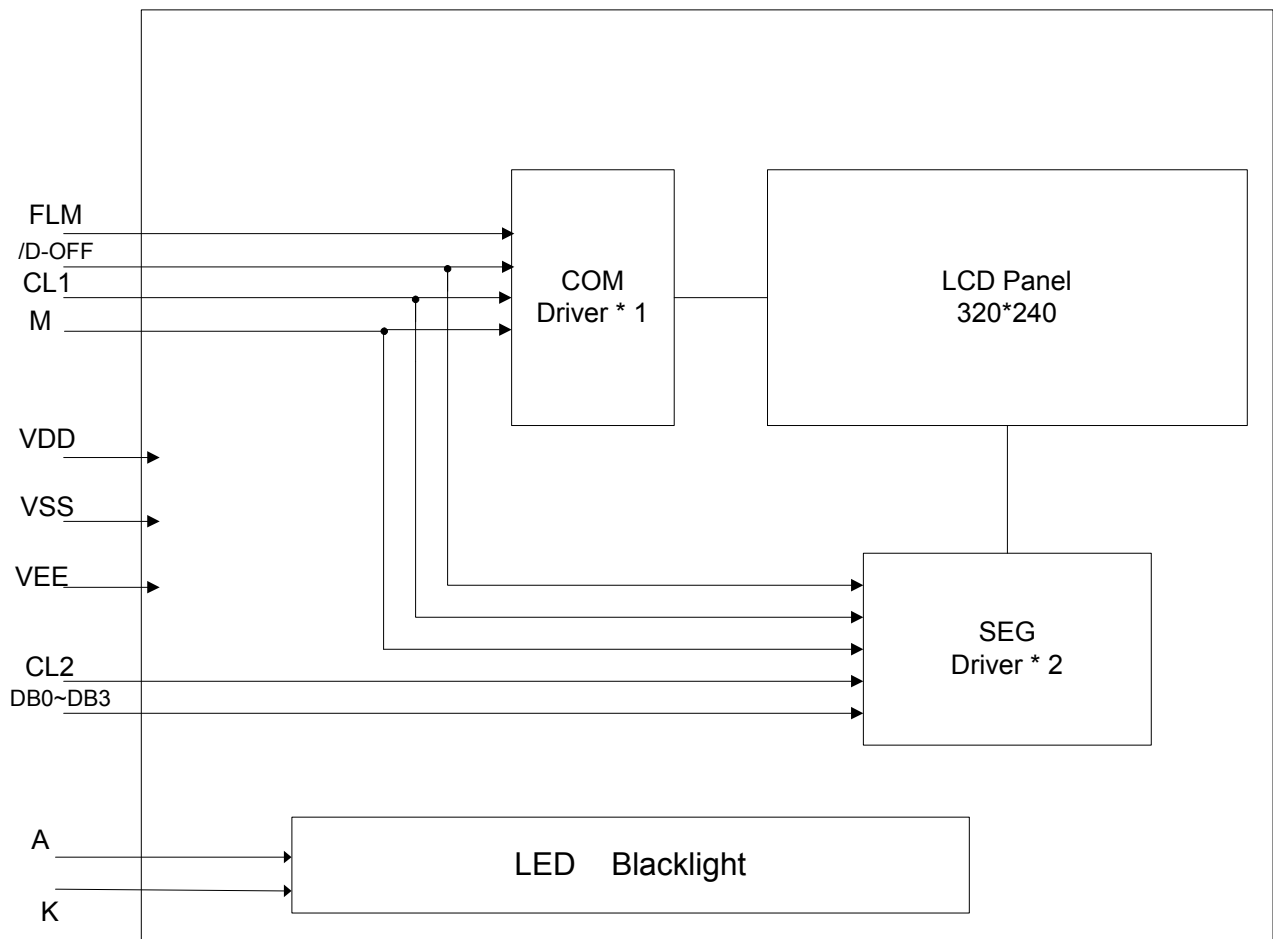 FLM
/D-OFF
CL1
M
COM
Driver * 1
LCD Panel
320*240
VDD
VSS
VEE
CL2
DB0~DB3
SEG
Driver * 2
A
K
LED Blacklight